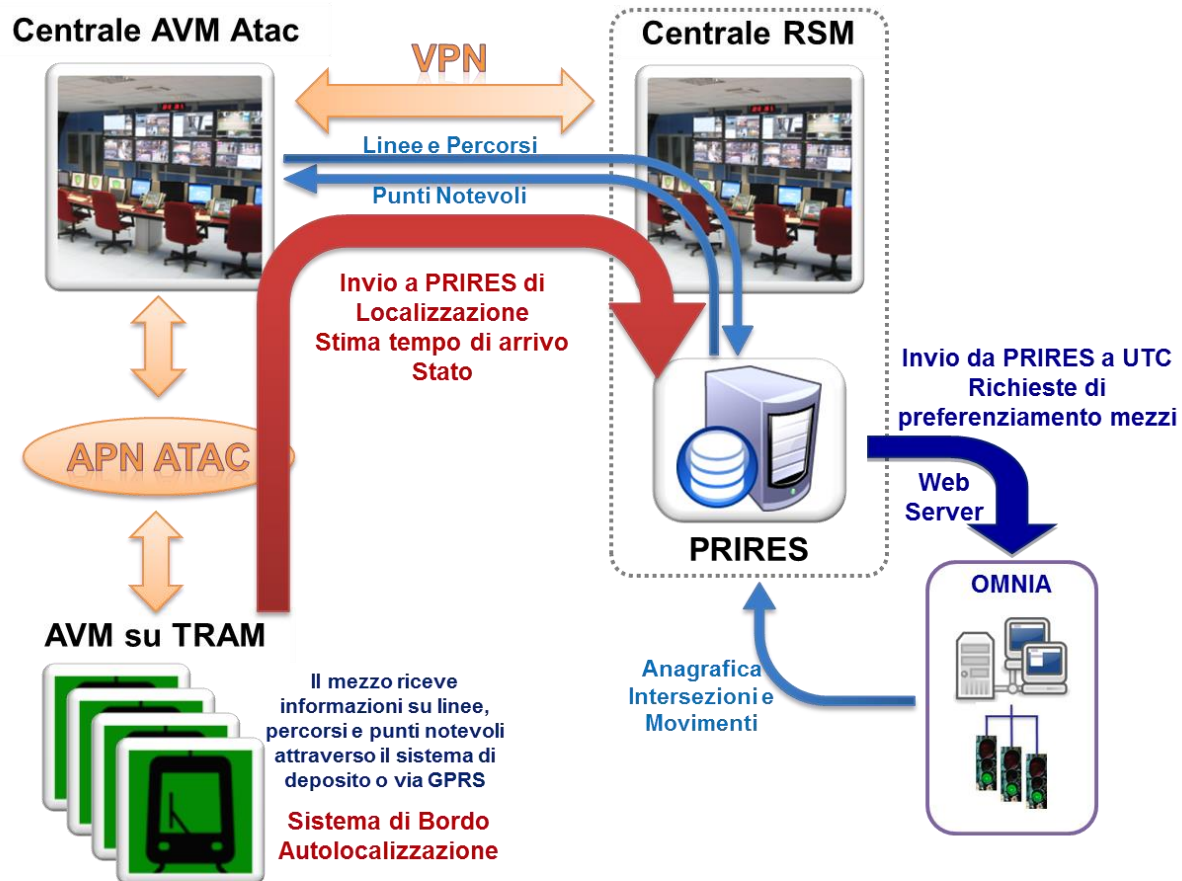 Centrale AVM Atac
Centrale RSM
VPN
Linee e Percorsi
Punti Notevoli
Invio a PRIRES di
Localizzazione
Stima tempo di arrivo
Stato
Invio da PRIRES a UTC
Richieste di
preferenziamento mezzi
APN ATAC
Web
Server
PRIRES
OMNIA
AVM su TRAM
Il mezzo riceve
informazioni su linee,
percorsi e punti notevoli
attraverso il sistema di
deposito o via GPRS
Anagrafica
Intersezioni e
Movimenti
Sistema di Bordo
Autolocalizzazione